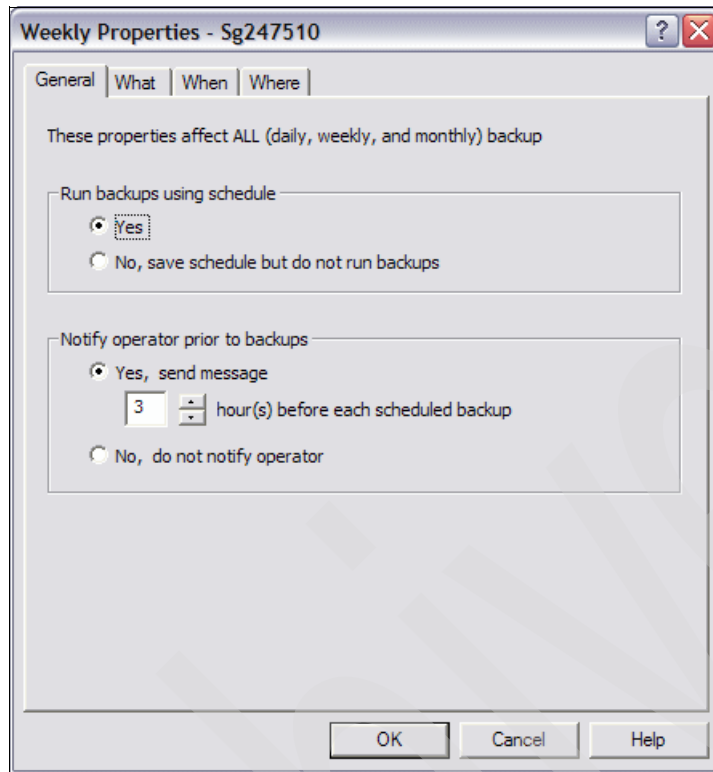 Weekly Properties - Sg247510
General What When Where
These properties affect ALL (daily, weekly, and monthly) backup
Run backups using schedule
Yes
No, save schedule but do not run backups
Notify operator prior to backups
Yes, send message
3 hour(s) before each scheduled backup
No, do not notify operator
OK Cancel Help